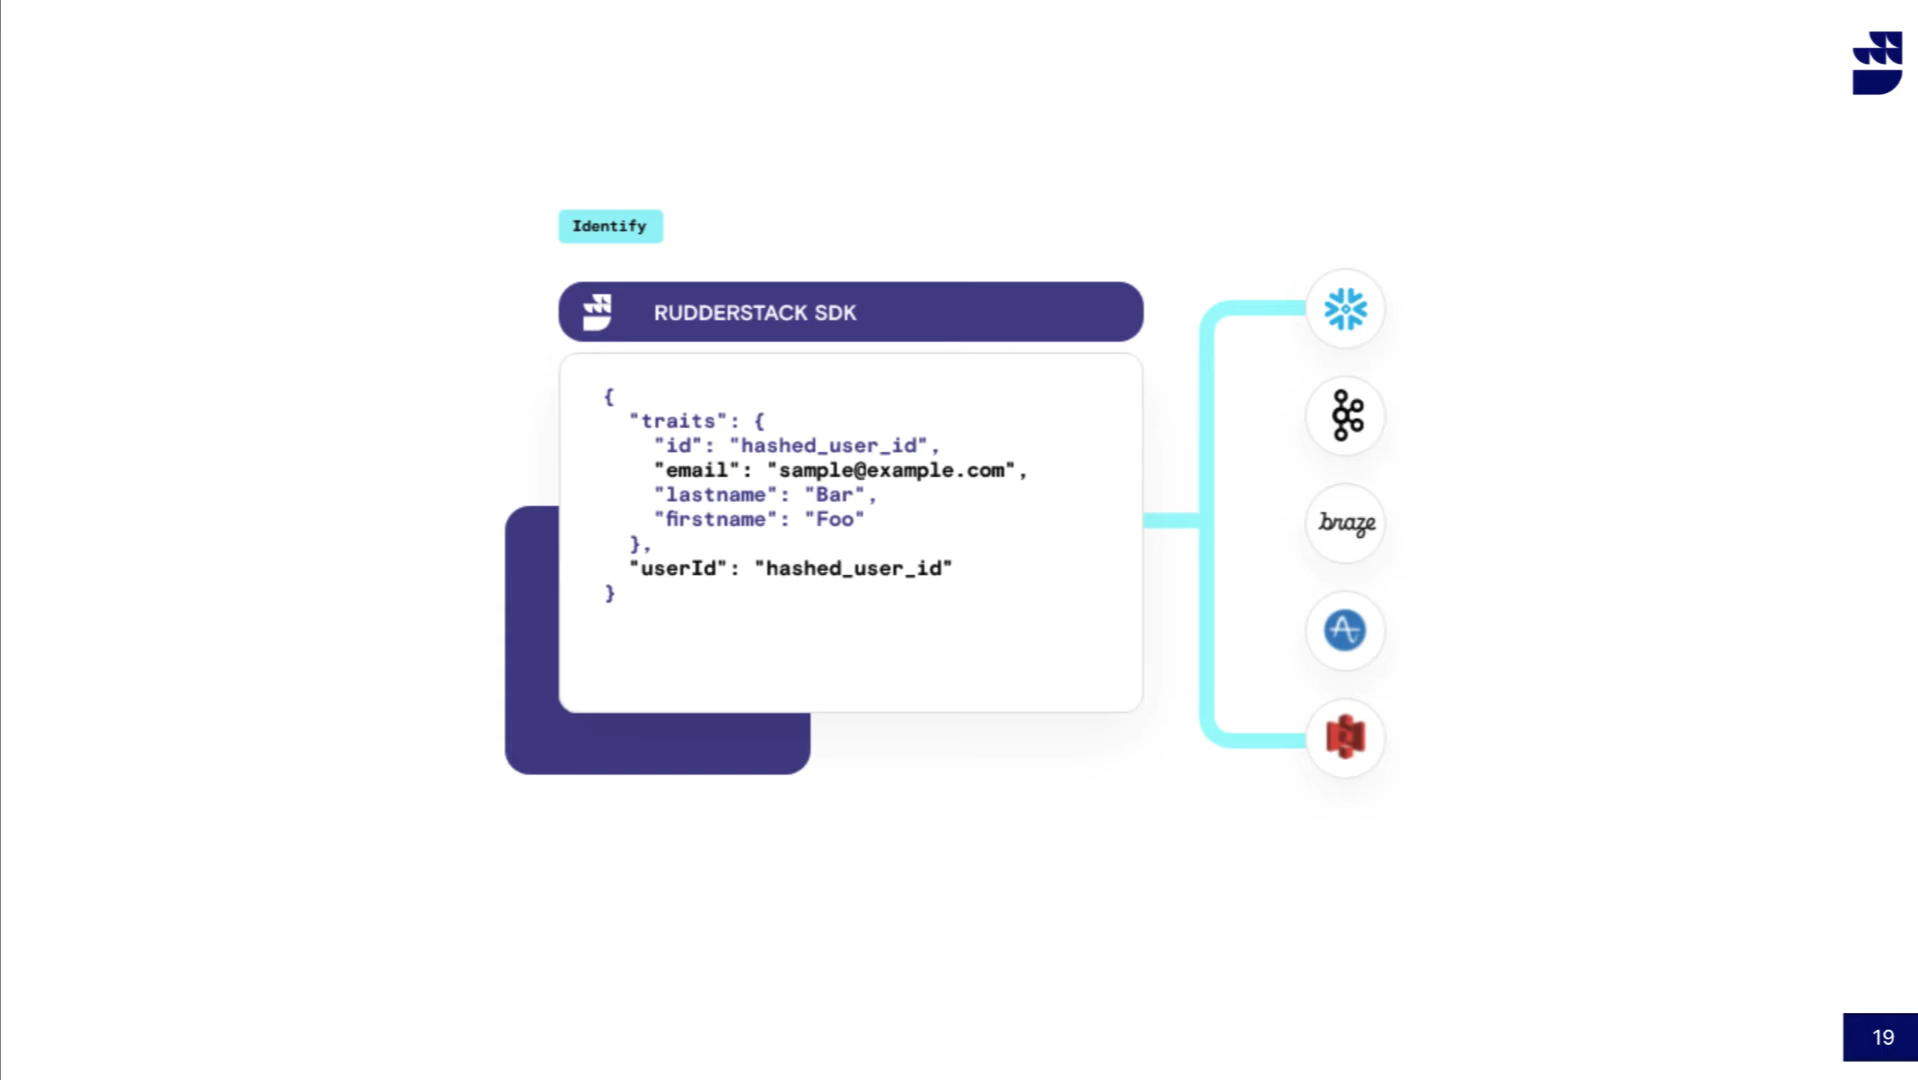 Identify
RUDDERSTACK SDK
{
"traits": {
"id": "hashed_user_id",
"email": "sample@example.com",
"lastname": "Bar",
"firstname": "Foo"
},
"userId": "hashed_user_id"
}
braze
19